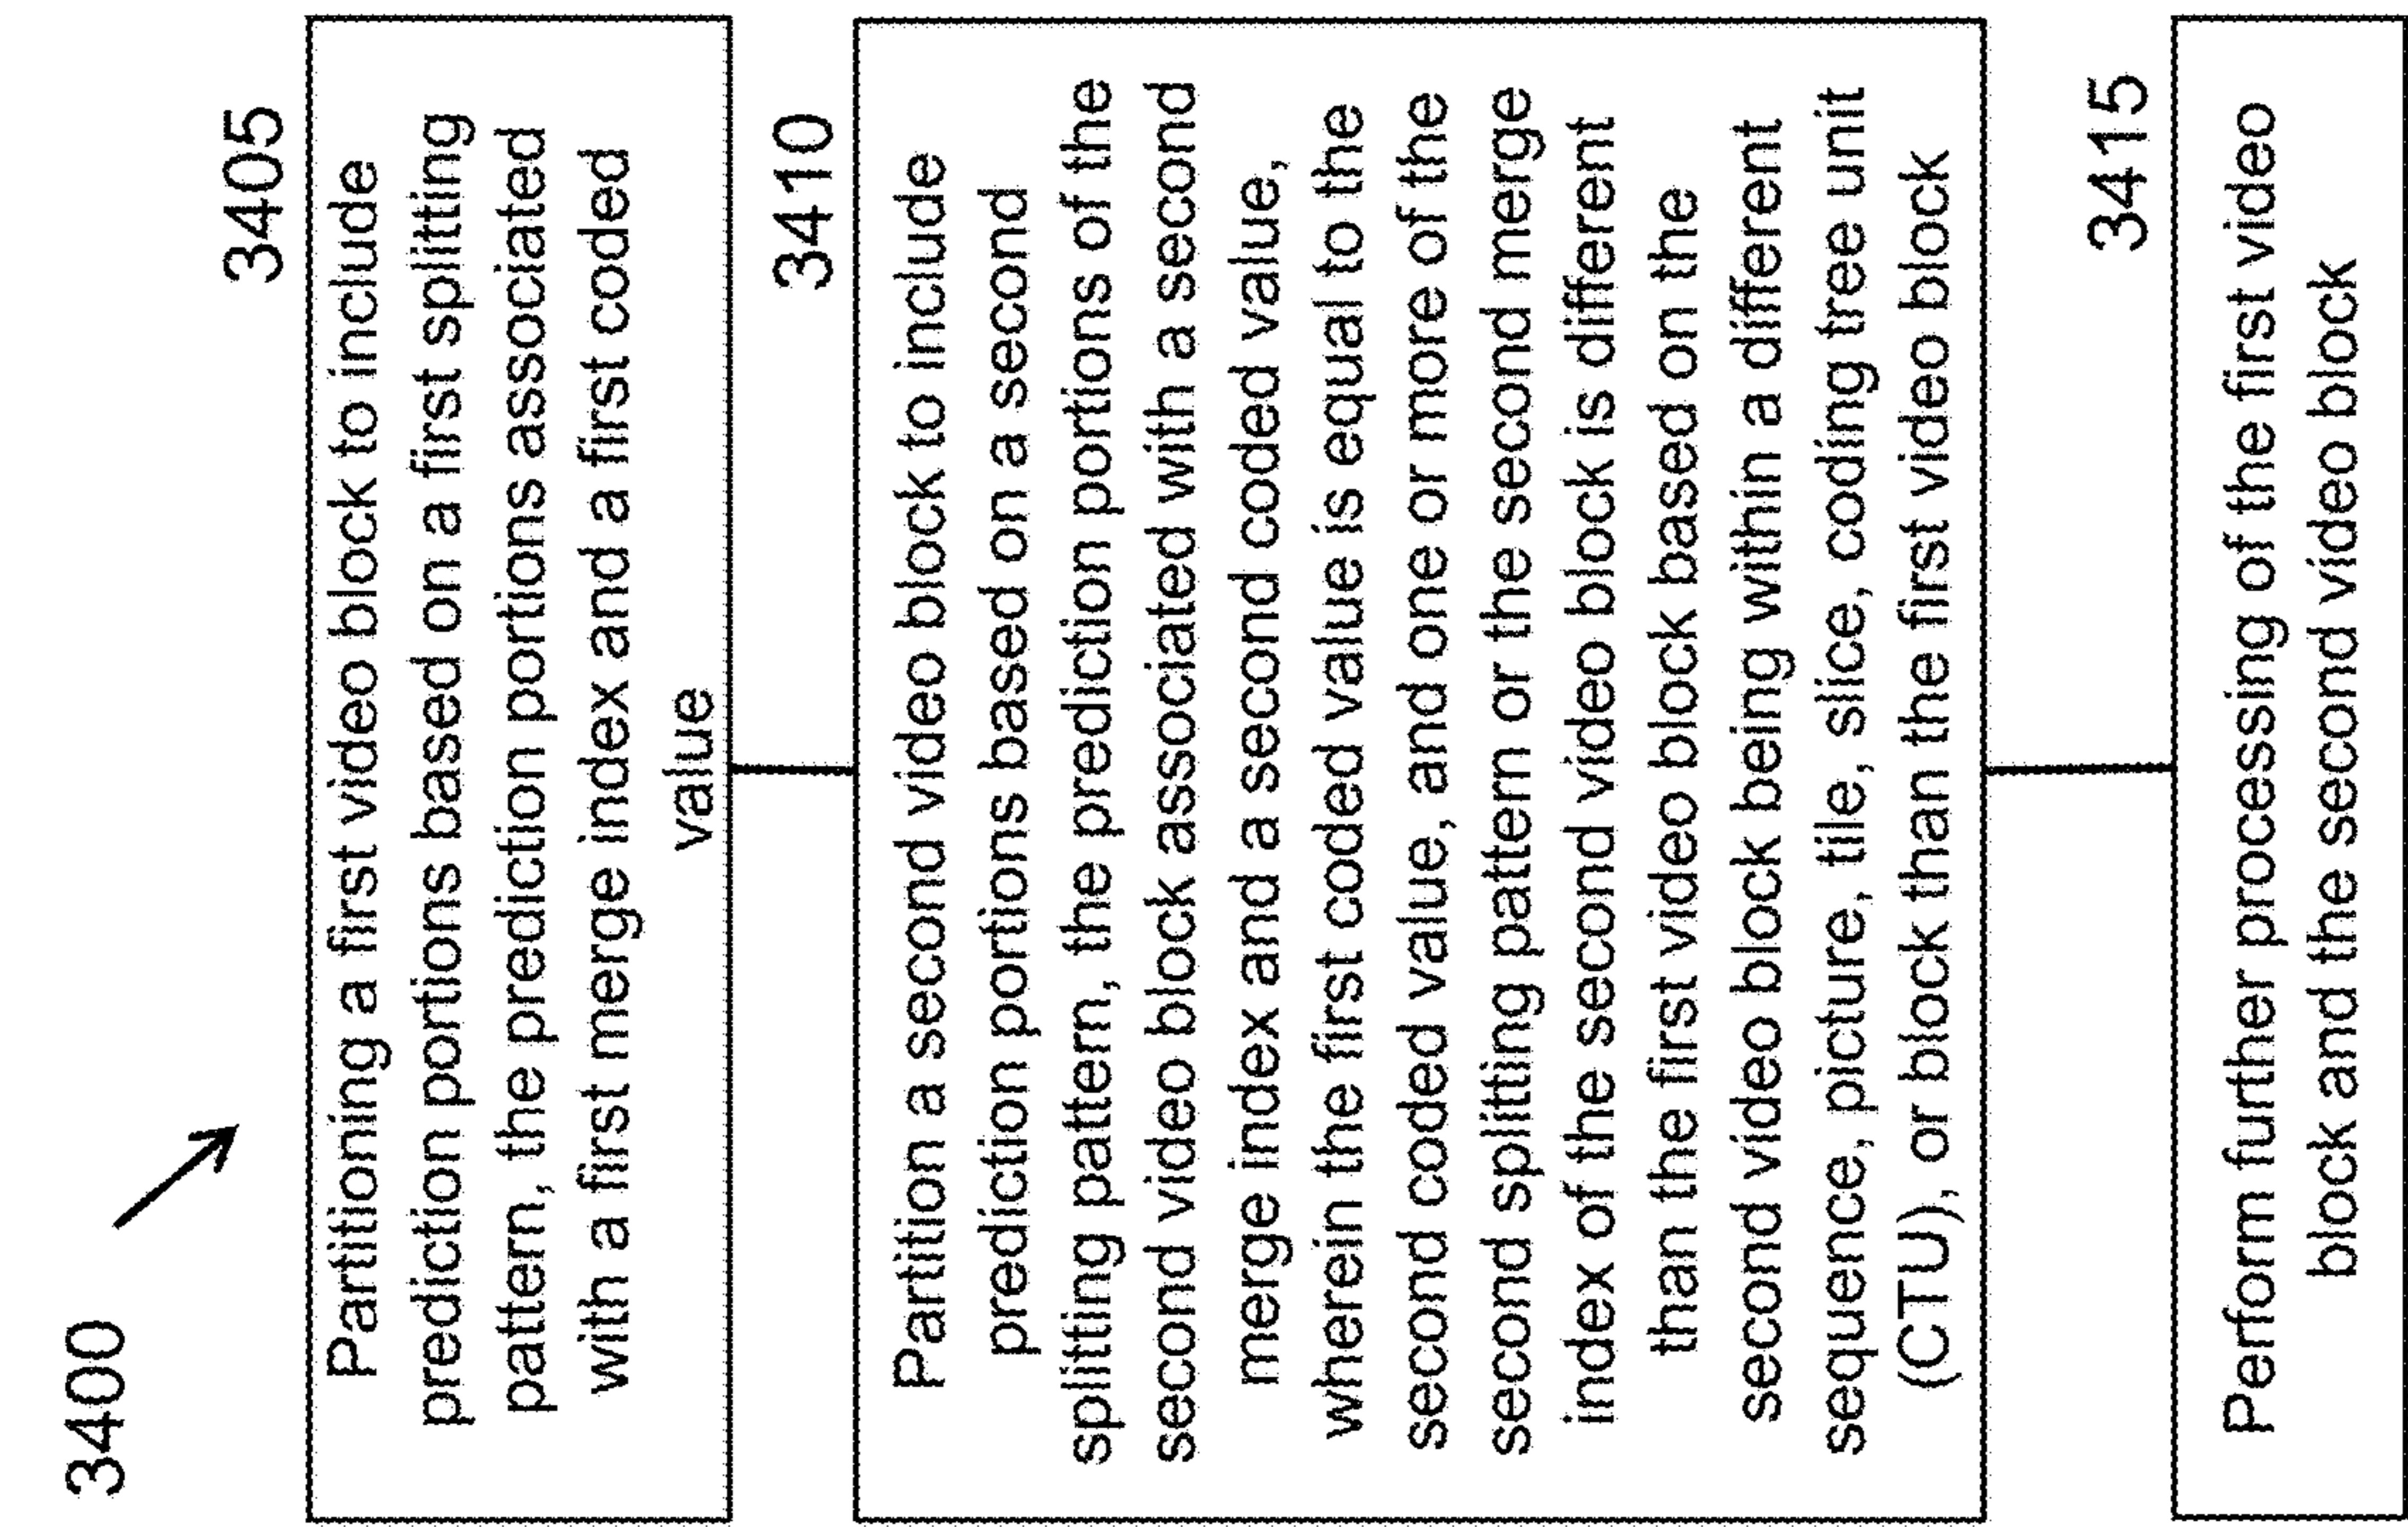 3400
3405
Partitioning a first video block to include
prediction portions based on a first splitting
pattern, the prediction portions associated
with a first merge index and a first coded
value
3410
Partition a second video block to include
prediction portions based on a second
splitting pattern, the prediction portions of the
second video block associated with a second
merge index and a second coded value,
wherein the first coded value is equal to the
second coded value, and one or more of the
second splitting pattern or the second merge
index of the second video block is different
than the first video block based on the
second video block being within a different
sequence, picture, tile, slice, coding tree unit
(CTU), or block than the first video block
3415
Perform further processing of the first video
block and the second video block